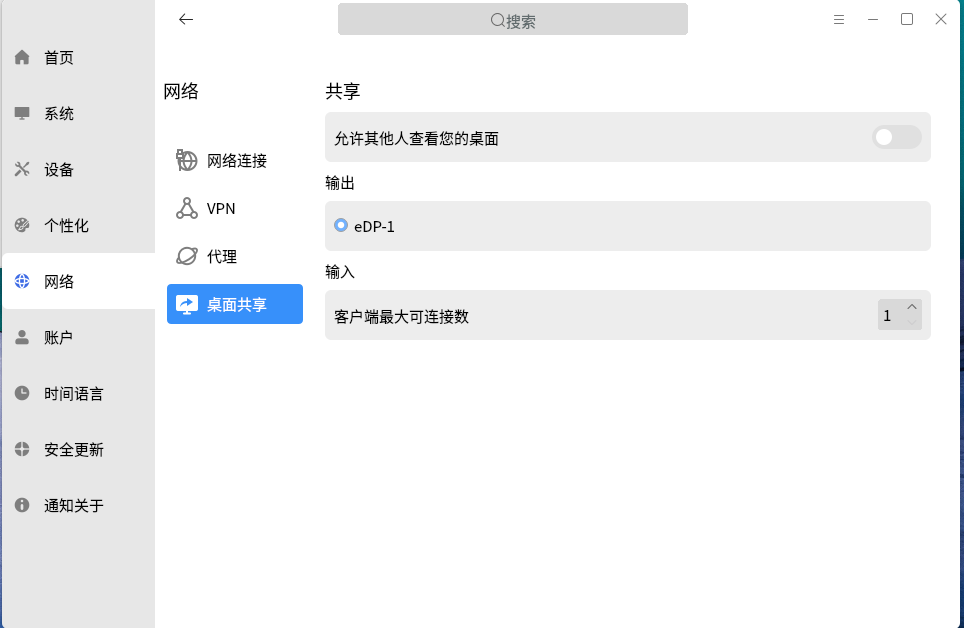 搜索
首页
系统
设备
个性化
网络
账户
时间语言
安全更新
通知关于
网络
网络连接
VPN
代理
桌面共享
共享
允许其他人查看您的桌面
输出
eDP-1
输入
客户端最大可连接数
1